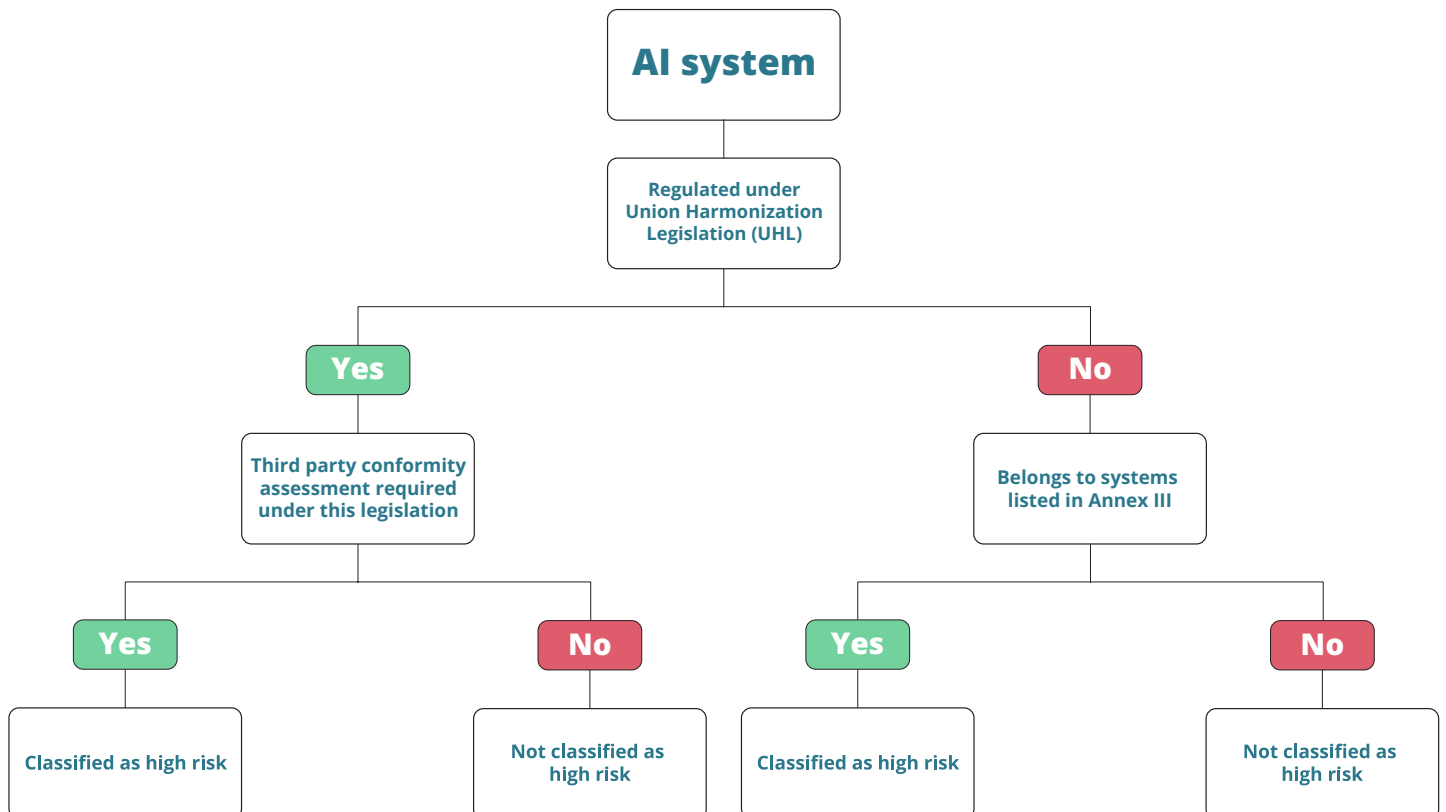 AI system
Regulated under
Union Harmonization
Legislation (UHL)
Yes
No
Third party conformity
assessment required
under this legislation
Belongs to systems
listed in Annex III
Yes
No
Yes
No
Classified as high risk
Not classified as
high risk
Classified as high risk
Not classified as
high risk